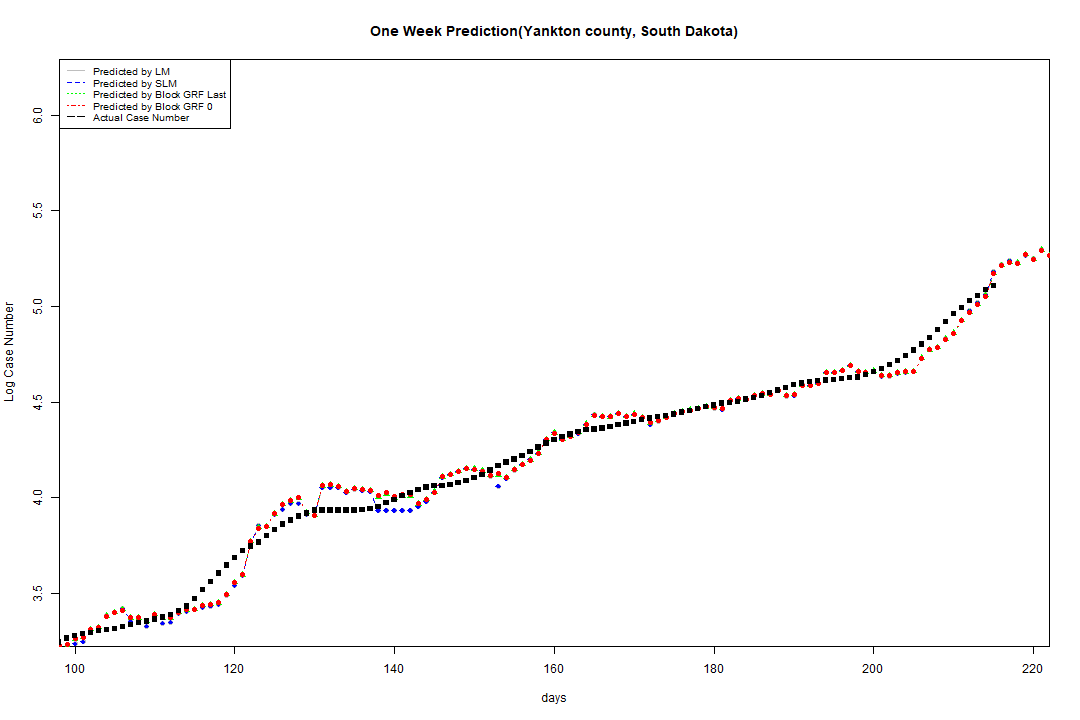 One Week Prediction(Yankton county, South Dakota)
Predicted by LM
Predicted by SLM
Predicted by Block GRF Last
Predicted by Block GRF 0
Actual Case Number
6.0
5.5
5.0
4.5
4.0
3.5
Log Case Number
100 120 140 160 180 200 220
days